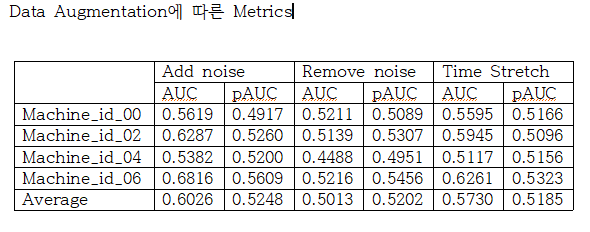 Data Augmentation에 따른 Metrics
Add noise Remove noise Time Stretch
AUC pAUC AUC pAUC AUC pAUC
Machine_id_00 0.5619 0.4917 0.5211 0.5089 0.5595 0.5166
Machine_id_02 0.6287 0.5260 0.5139 0.5307 0.5945 0.5096
Machine_id_04 0.5382 0.5200 0.4488 0.4951 0.5117 0.5156
Machine_id_06 0.6816 0.5609 0.5216 0.5456 0.6261 0.5323
Average 0.6026 0.5248 0.5013 0.5202 0.5730 0.5185